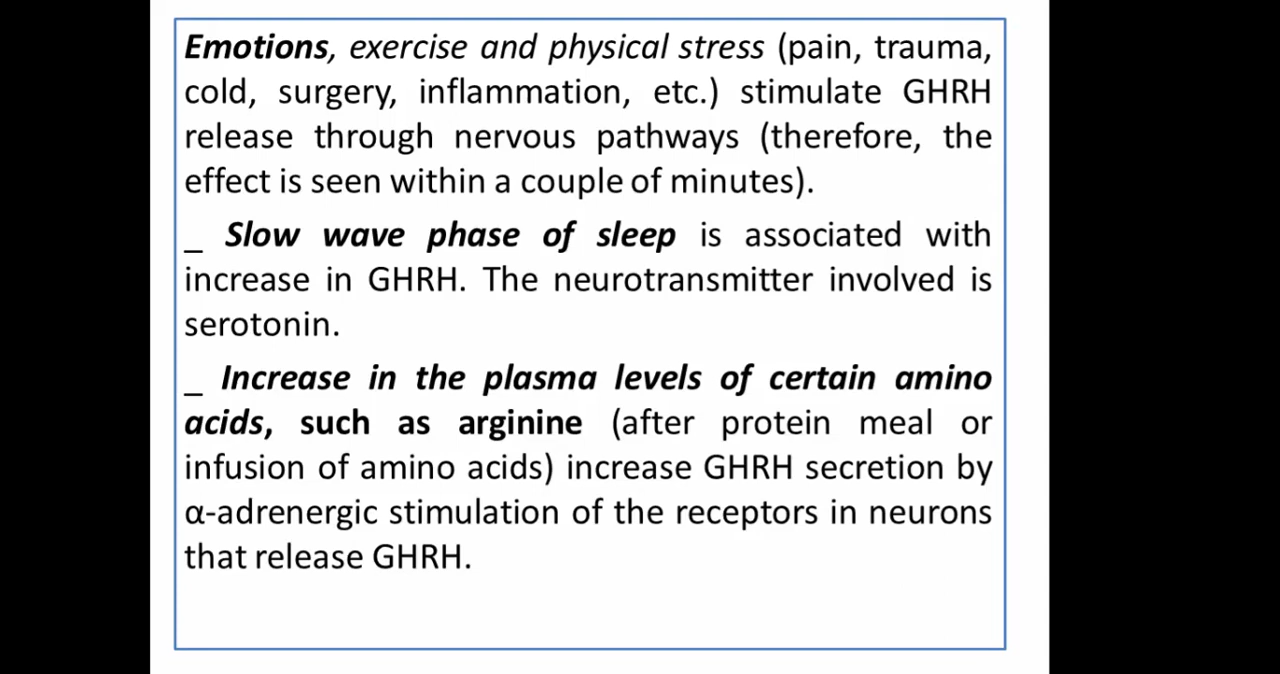 Emotions, exercise and physical stress (pain, trauma,
cold, surgery, inflammation, etc.) stimulate GHRH
release through nervous pathways (therefore, the
effect is seen within a couple of minutes).
_ Slow wave phase of sleep is associated with
increase in GHRH. The neurotransmitter involved is
serotonin.
_ Increase in the plasma levels of certain amino
acids, such as arginine (after protein meal or
infusion of amino acids) increase GHRH secretion by
α-adrenergic stimulation of the receptors in neurons
that release GHRH.